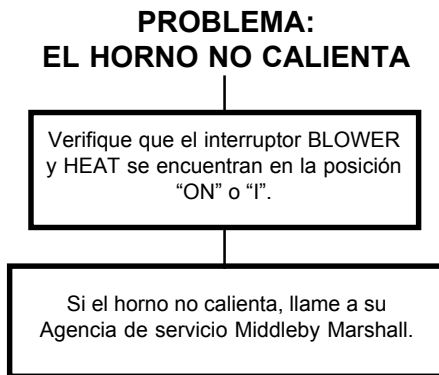 PROBLEMA:
EL HORNO NO CALIENTA
Verifique que el interruptor BLOWER
y HEAT se encuentran en la posición
“ON” o “I”.
Si el horno no calienta, llame a su
Agencia de servicio Middleby Marshall.